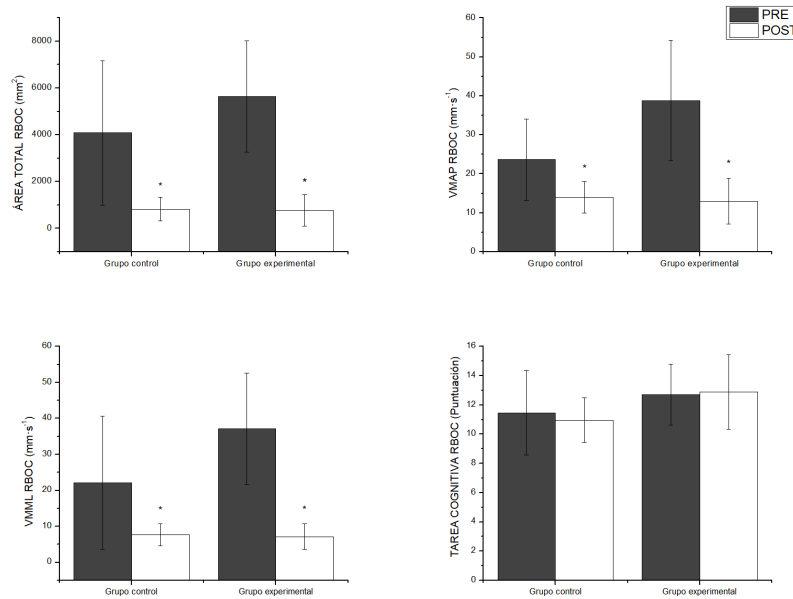 PRE
POST
ÁREA TOTAL RBOC (mm²)
8000
6000
4000
2000
0
*
*
Grupo control
Grupo experimental
VMAP RBOC (mm·s⁻¹)
60
50
40
30
20
10
0
*
*
Grupo control
Grupo experimental
VMML RBOC (mm·s⁻¹)
60
50
40
30
20
10
0
*
*
Grupo control
Grupo experimental
TAREA COGNITIVA RBOC (Puntuación)
16
14
12
10
8
6
4
2
0
Grupo control
Grupo experimental